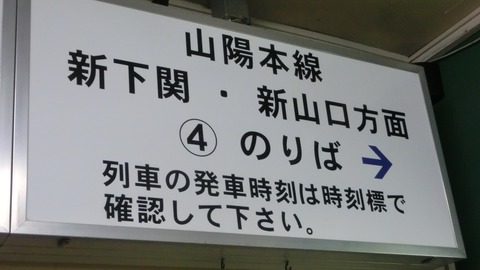 山陽本線
新下関・新山口方面
④ のりば →
列車の発車時刻は時刻標で
確認して下さい。